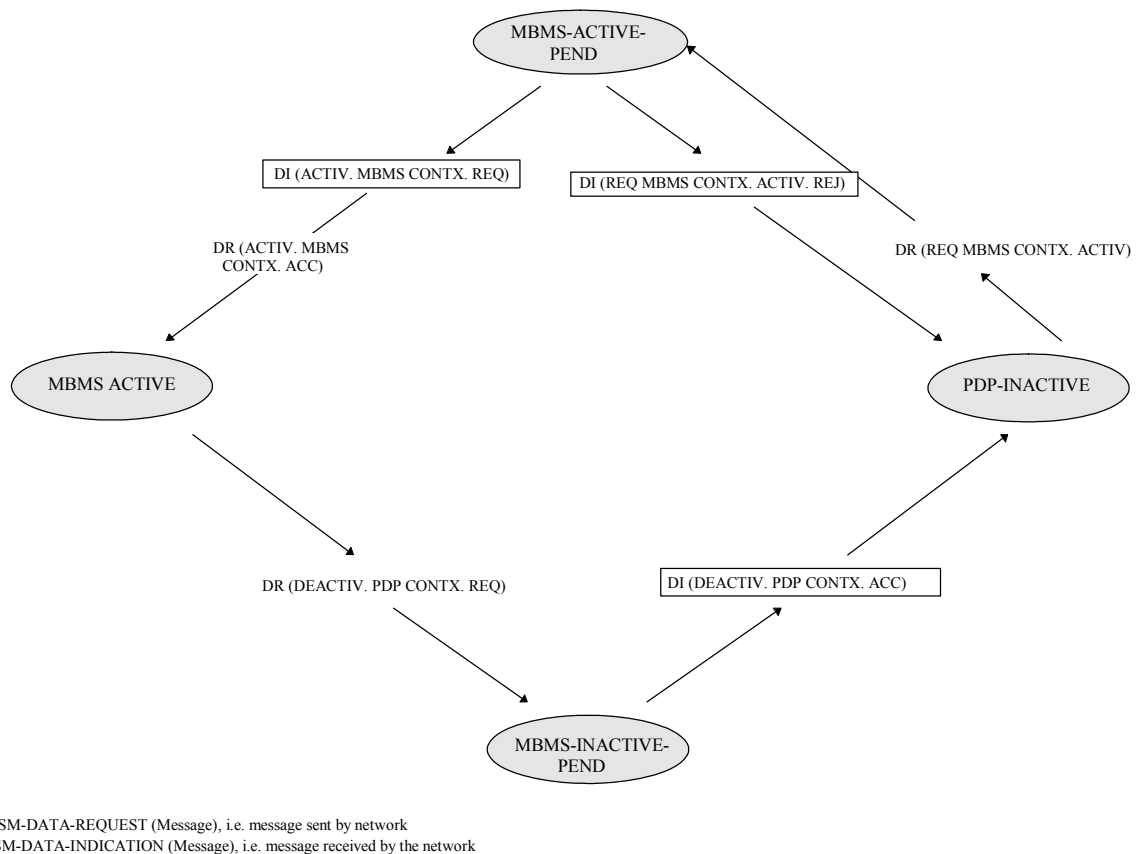 MBMS-ACTIVE-
PEND
DI (ACTIV. MBMS CONTX. REQ)
DI (REQ MBMS CONTX. ACTIV. REJ)
DR (ACTIV. MBMS
CONTX. ACC)
DR (REQ MBMS CONTX. ACTIV)
MBMS ACTIVE
PDP-INACTIVE
DR (DEACTIV. PDP CONTX. REQ)
DI (DEACTIV. PDP CONTX. ACC)
MBMS-INACTIVE-
PEND
SM-DATA-REQUEST (Message), i.e. message sent by network
SM-DATA-INDICATION (Message), i.e. message received by the network